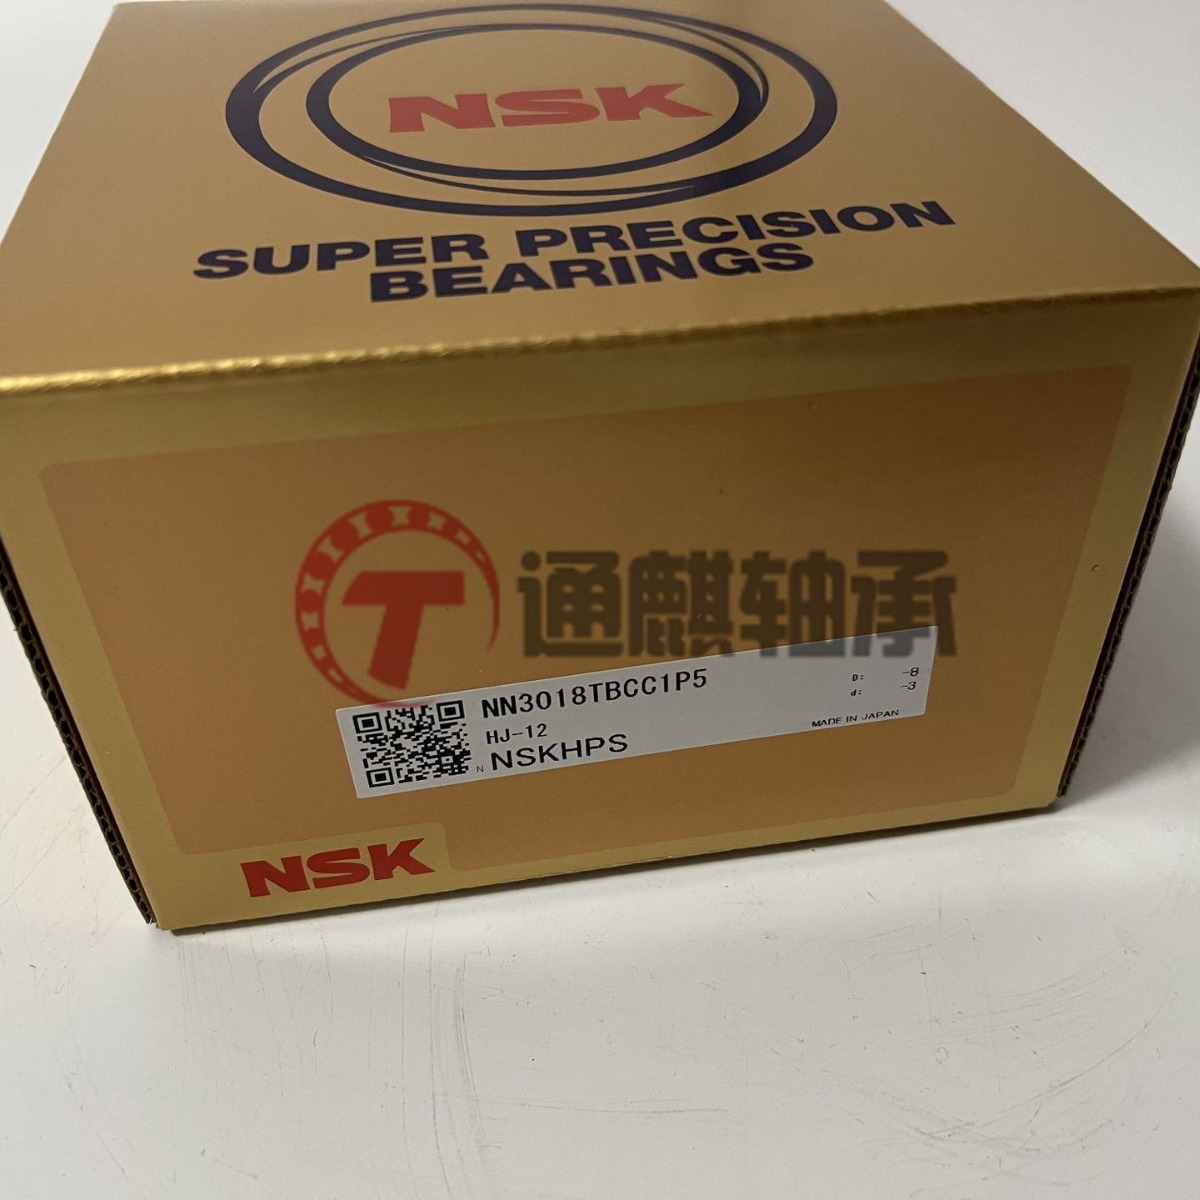 NSK
SUPER PRECISION
BEARINGS
T 通麒轴承
NN3018TBCC1P5
D: -8
d: -3
HJ-12
N NSKHPS
MADE IN JAPAN
NSK